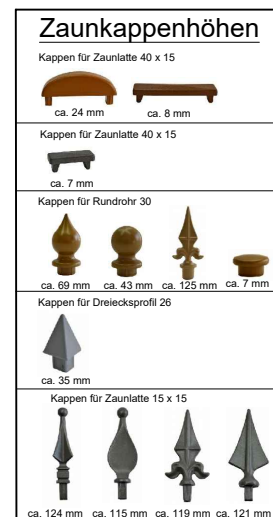 Zaunkappenhöhen
Kappen für Zaunlatte 40 x 15
ca. 24 mm ca. 8 mm
Kappen für Zaunlatte 40 x 15
ca. 7 mm
Kappen für Rundrohr 30
ca. 69 mm ca. 43 mm ca. 125 mm ca. 7 mm
Kappen für Dreiecksprofil 26
ca. 35 mm
Kappen für Zaunlatte 15 x 15
ca. 124 mm ca. 115 mm ca. 119 mm ca. 121 mm